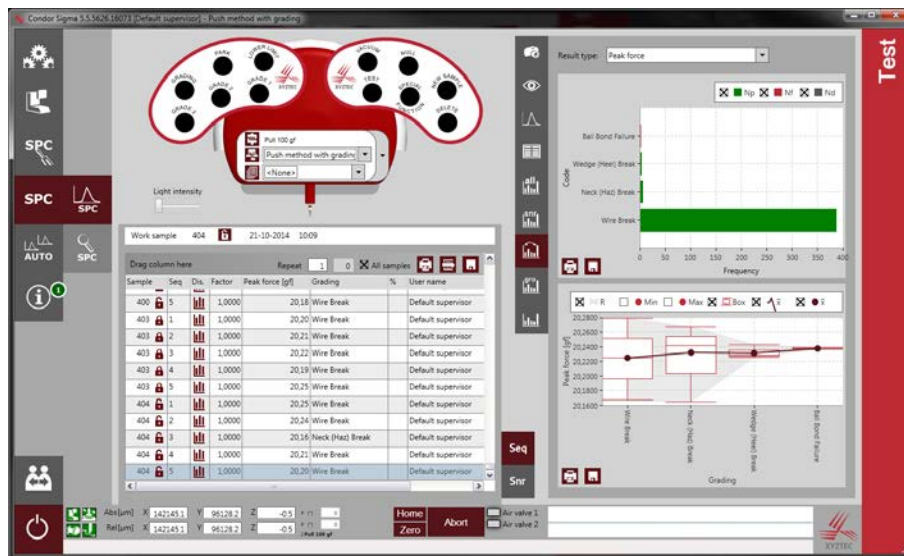 Condor Sigma 5.5.5626.16073 [Default supervisor] - Push method with grading
Test
SPC
SPC
SPC
AUTO
SPC
1
PARK
LOWER LIMIT
GRADING
GRADE 2
GRADE 1
GRADE 3
XYZTEC
VACUUM
NULL
TEST
SPECIAL FUNCTION
NEW SAMPLE
DELETE
XYZTEC
Pull 100 gf
Push method with grading
<None>
Light intensity
Work sample 404 21-10-2014 10:09
Drag column here Repeat 1 0 All samples
Sample Seq Dis. Factor Peak force [gf] Grading % User name
400 5 1,0000 20,18 Wire Break Default supervisor
403 1 1,0000 20,20 Wire Break Default supervisor
403 2 1,0000 20,21 Wire Break Default supervisor
403 3 1,0000 20,22 Wire Break Default supervisor
403 4 1,0000 20,19 Wire Break Default supervisor
403 5 1,0000 20,25 Wire Break Default supervisor
404 1 1,0000 20,25 Wire Break Default supervisor
404 2 1,0000 20,24 Wire Break Default supervisor
404 3 1,0000 20,16 Neck (Haz) Break Default supervisor
404 4 1,0000 20,21 Wire Break Default supervisor
404 5 1,0000 20,20 Wire Break Default supervisor
all
Seq
Snr
Result type: Peak force
Np Nf Nd
Code
Ball Bond Failure
Wedge (Heel) Break
Neck (Haz) Break
Wire Break
0 50 100 150 200 250 300 350 400
Frequency
R Min Max Box x̄ x̄
Peak force [gf]
20,2800
20,2600
20,2400
20,2200
20,2000
20,1800
20,1600
Wire Break
Neck (Haz) Break
Wedge (Heel) Break
Ball Bond Failure
Grading
Abs[µm] X 142145.1 Y 96128.2 Z -0.5
Rel[µm] X 142145.1 Y 96128.2 Z -0.5
Pull 100 gf
Home
Zero
Abort
Air valve 1
Air valve 2
XYZTEC